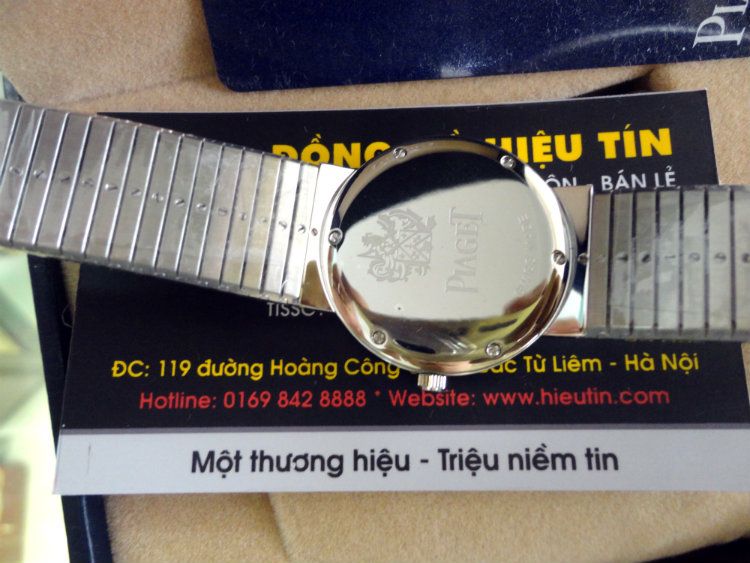 PI
ĐỒNG HIỆU TÍN
BÁN LẺ
PIAGET
ĐC: 119 đường Hoàng Công Từ Liêm - Hà Nội
Hotline: 0169 842 8888 * Website: www.hieutin.com
Một thương hiệu - Triệu niềm tin